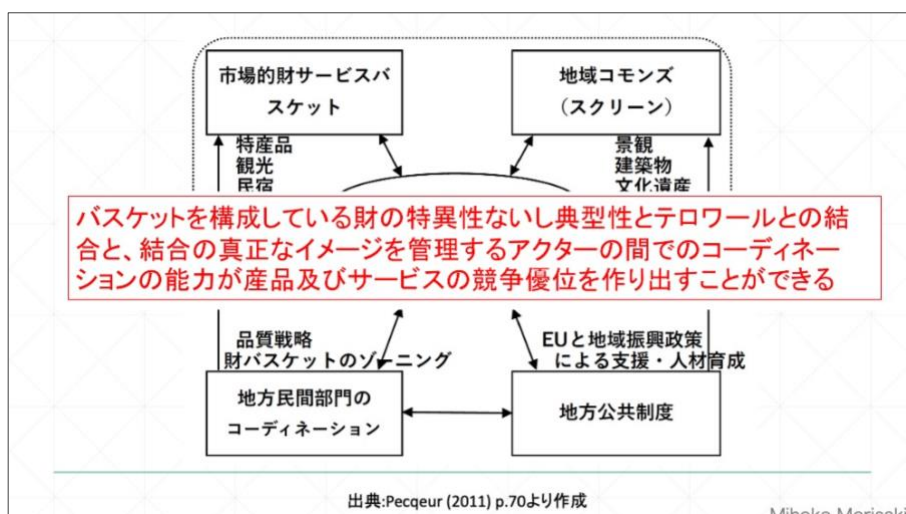 市場的財サービスバ
スケット
地域コモンズ
（スクリーン）
特産品
観光
民宿
景観
建築物
文化遺産
バスケットを構成している財の特異性ないし典型性とテロワールとの結
合と、結合の真正なイメージを管理するアクターの間でのコーディネー
ションの能力が産品及びサービスの競争優位を作り出すことができる
品質戦略
財バスケットのゾーニング
EUと地域振興政策
による支援・人材育成
地方民間部門の
コーディネーション
地方公共制度
出典:Pecqeur (2011) p.70より作成